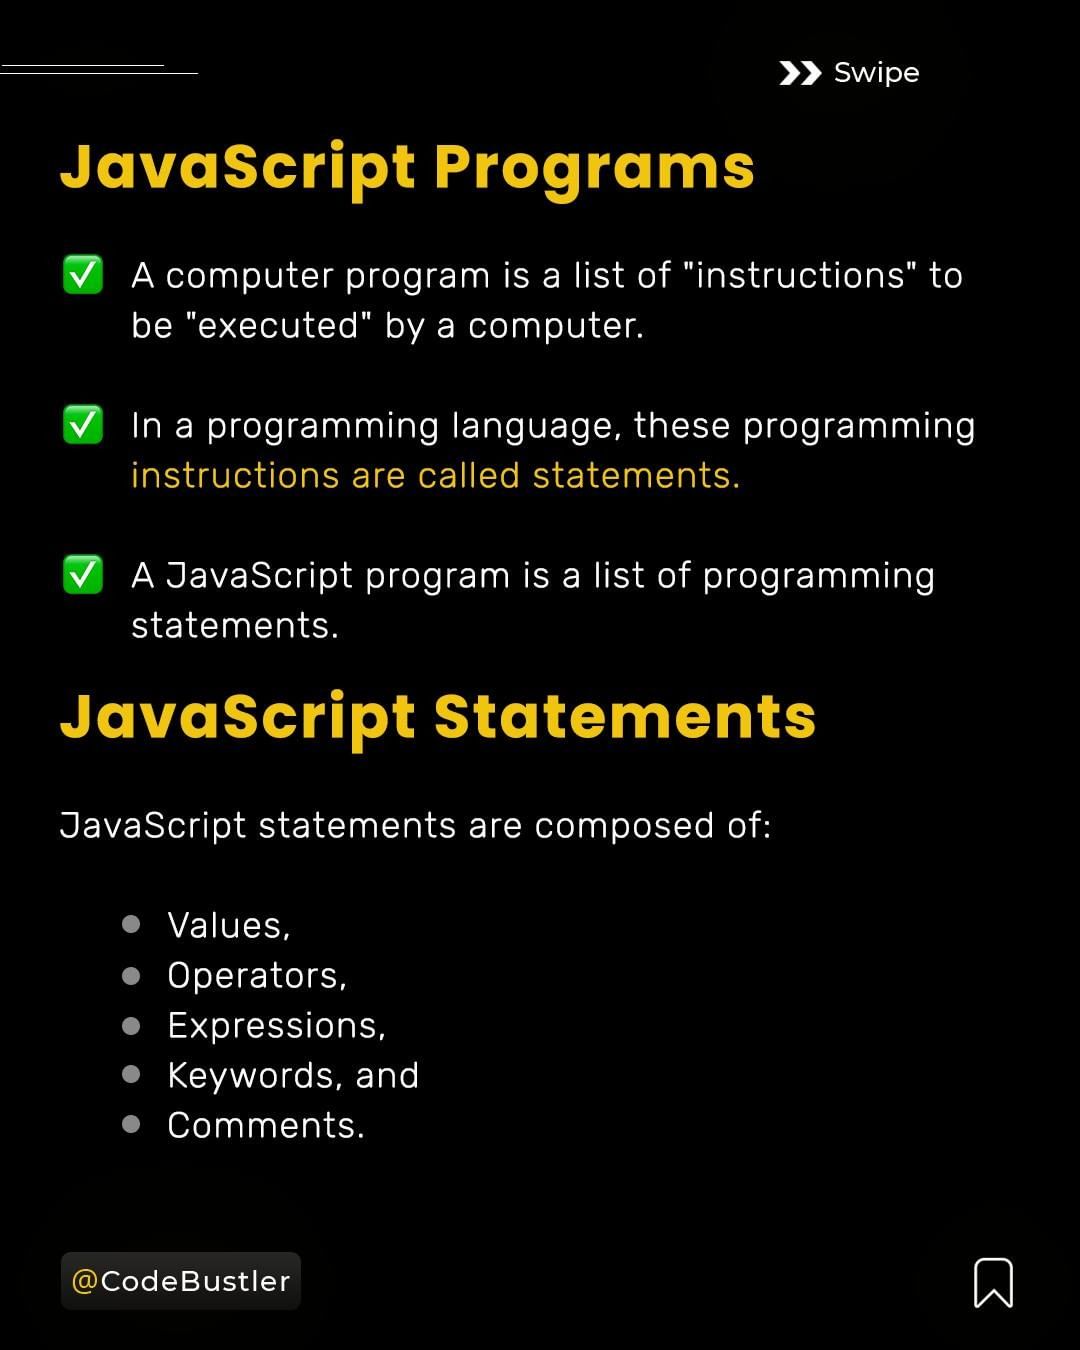 Swipe
JavaScript Programs
A computer program is a list of "instructions" to
be "executed" by a computer.
In a programming language, these programming
instructions are called statements.
A JavaScript program is a list of programming
statements.
JavaScript Statements
JavaScript statements are composed of:
Values,
Operators,
Expressions,
Keywords, and
Comments.
@CodeBustler